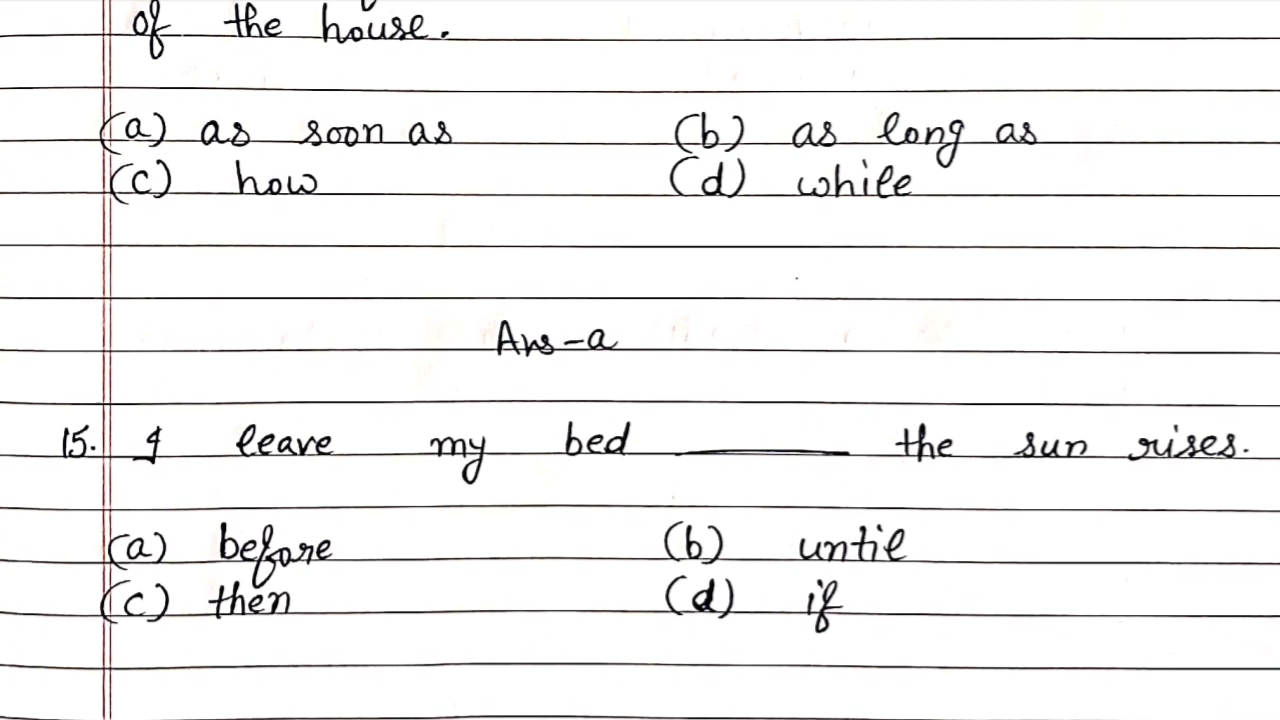 of the house.
(a) as soon as (b) as long as
(c) how (d) while
Ans-a
15. I leave my bed ______ the sun rises.
(a) before (b) until
(c) then (d) if